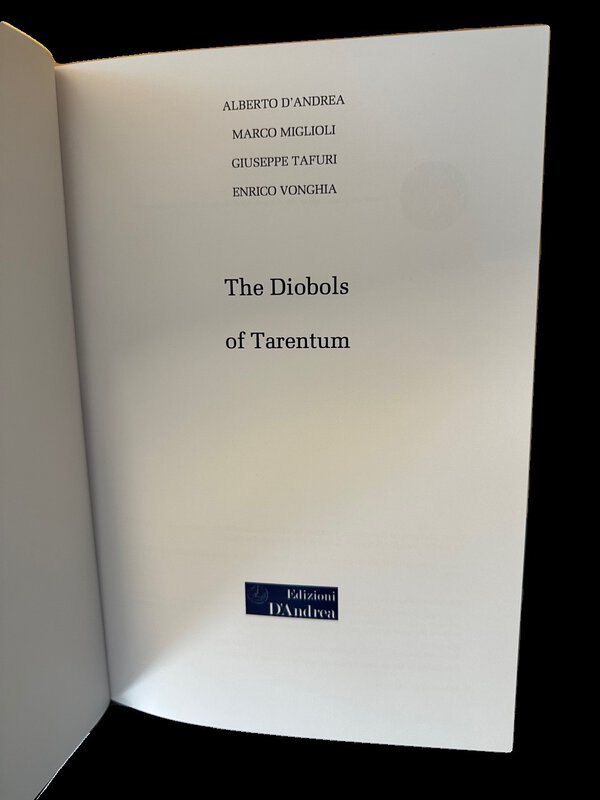 ALBERTO D'ANDREA
MARCO MIGLIOLI
GIUSEPPE TAFURI
ENRICO VONGHIA
The Diobols
of Tarentum
Edizioni
D'Andrea